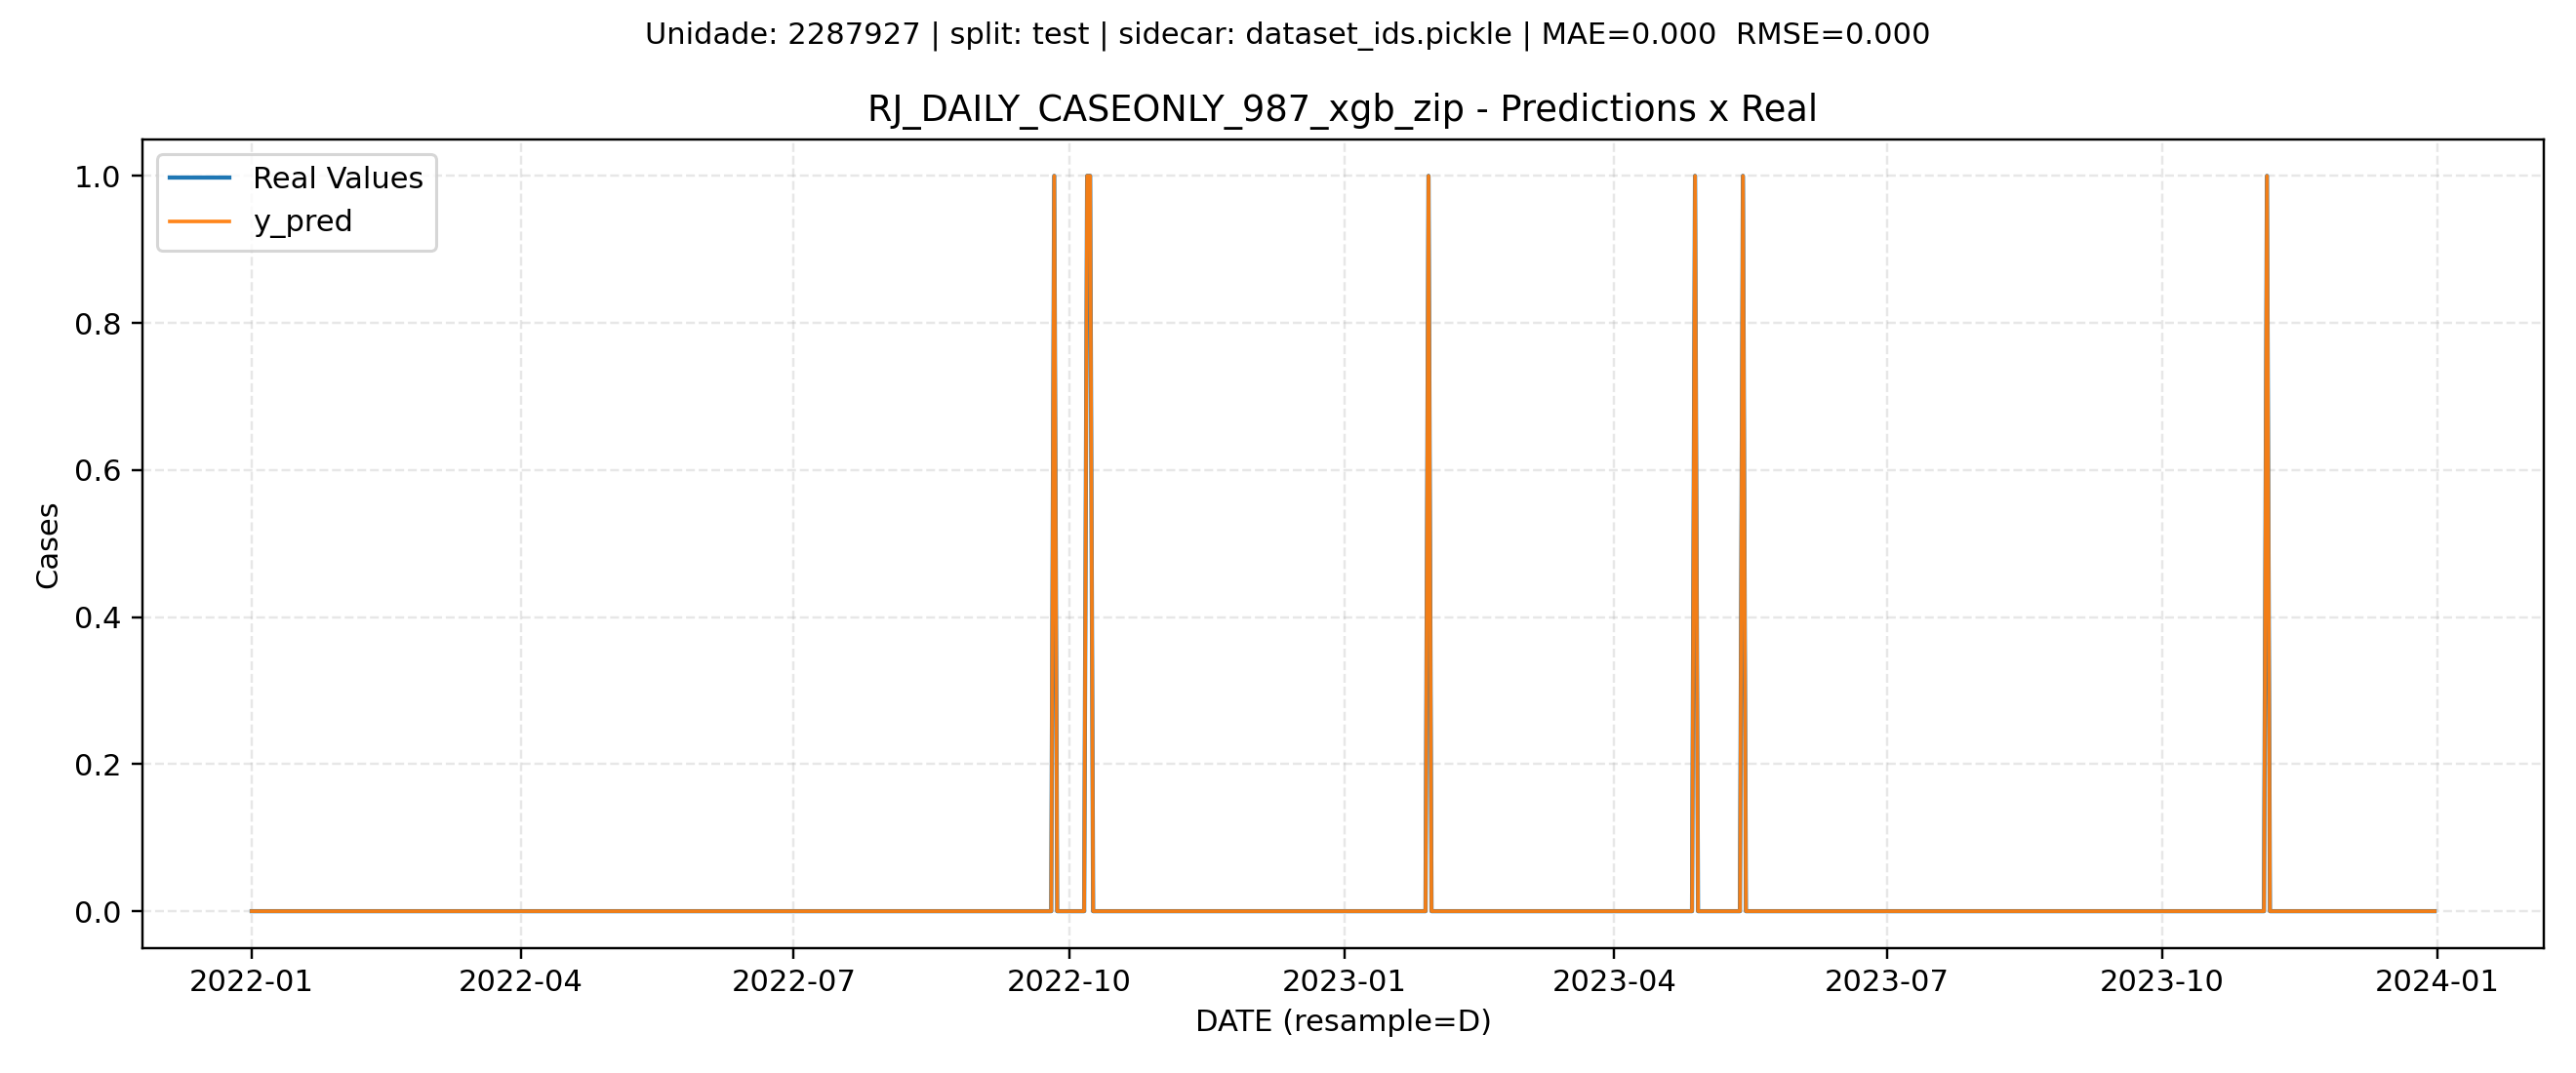 Unidade: 2287927 | split: test | sidecar: dataset_ids.pickle | MAE=0.000  RMSE=0.000
RJ_DAILY_CASEONLY_987_xgb_zip - Predictions x Real
Real Values
y_pred
1.0
0.8
0.6
0.4
0.2
0.0
Cases
2022-01 2022-04 2022-07 2022-10 2023-01 2023-04 2023-07 2023-10 2024-01
DATE (resample=D)